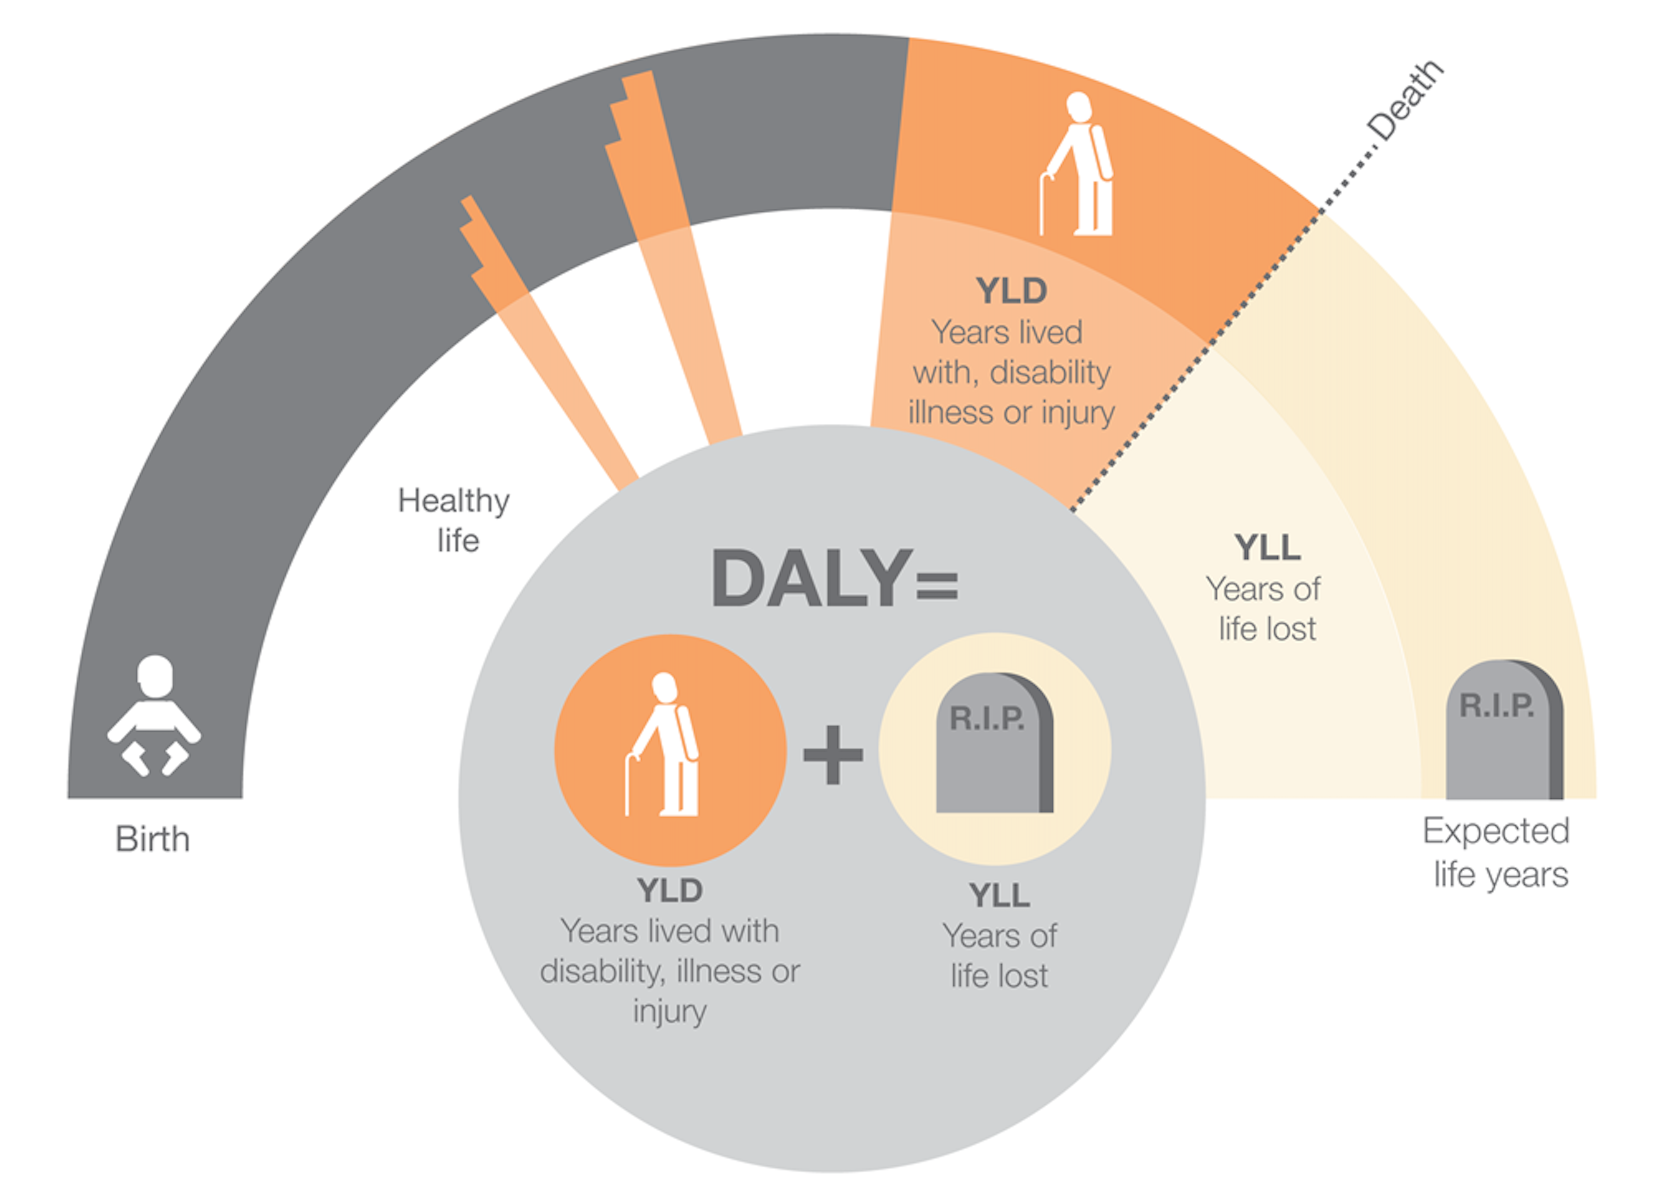 Death
YLD
Years lived
with, disability
illness or injury
Healthy
life
YLL
Years of
life lost
DALY=
R.I.P.
R.I.P.
+
Birth
Expected
life years
YLD
Years lived with
disability, illness or
injury
YLL
Years of
life lost